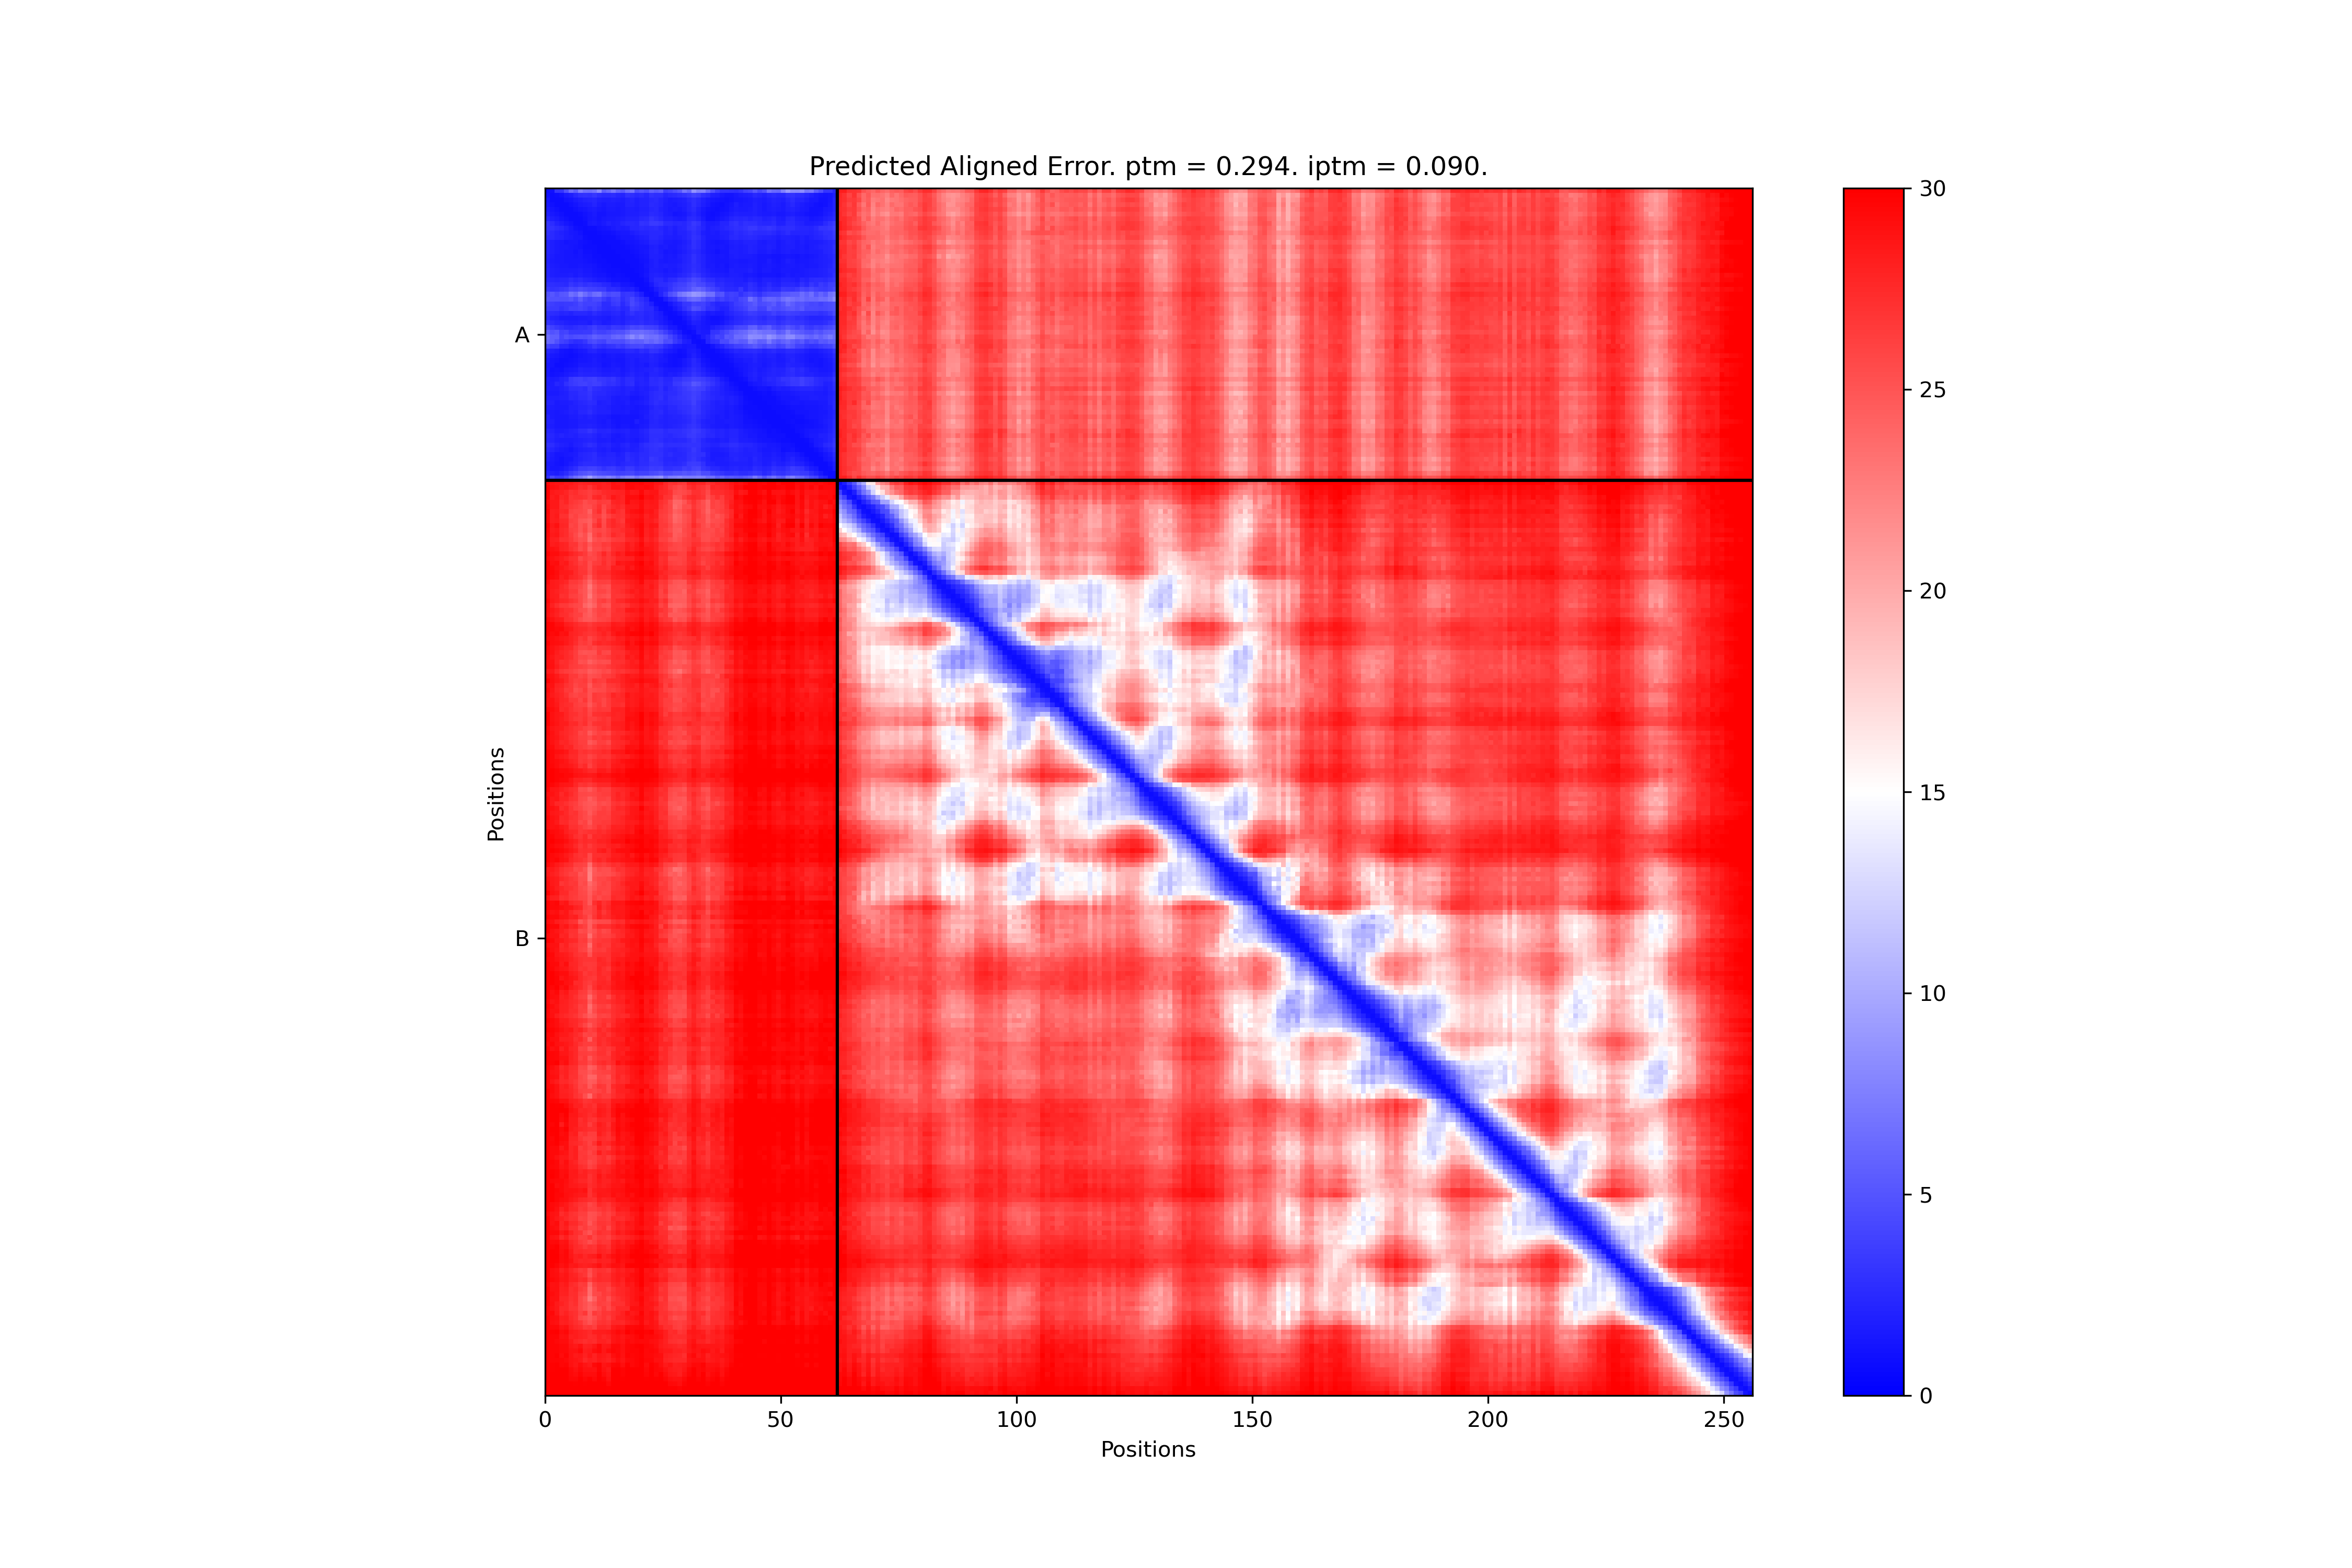 Predicted Aligned Error. ptm = 0.294. iptm = 0.090.
A
B
Positions
0 50 100 150 200 250
Positions
30
25
20
15
10
5
0